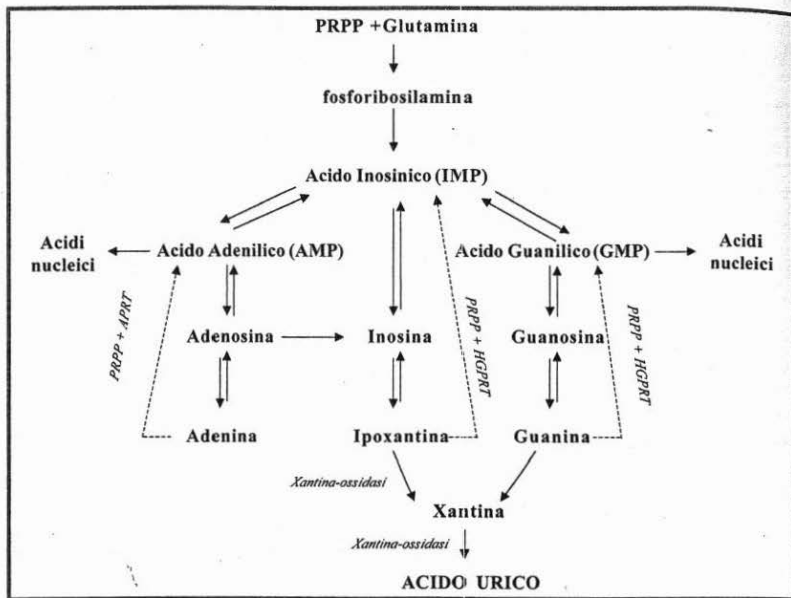 PRPP +Glutamina
fosforibosilamina
Acido Inosinico (IMP)
Acidi
nucleici
Acido Adenilico (AMP)
Acido Guanilico (GMP)
Acidi
nucleici
PRPP + APRT
PRPP + HGPRT
PRPP + HGPRT
Adenosina
Inosina
Guanosina
Adenina
Ipoxantina
Guanina
Xantina-ossidasi
Xantina
Xantina-ossidasi
ACIDO URICO